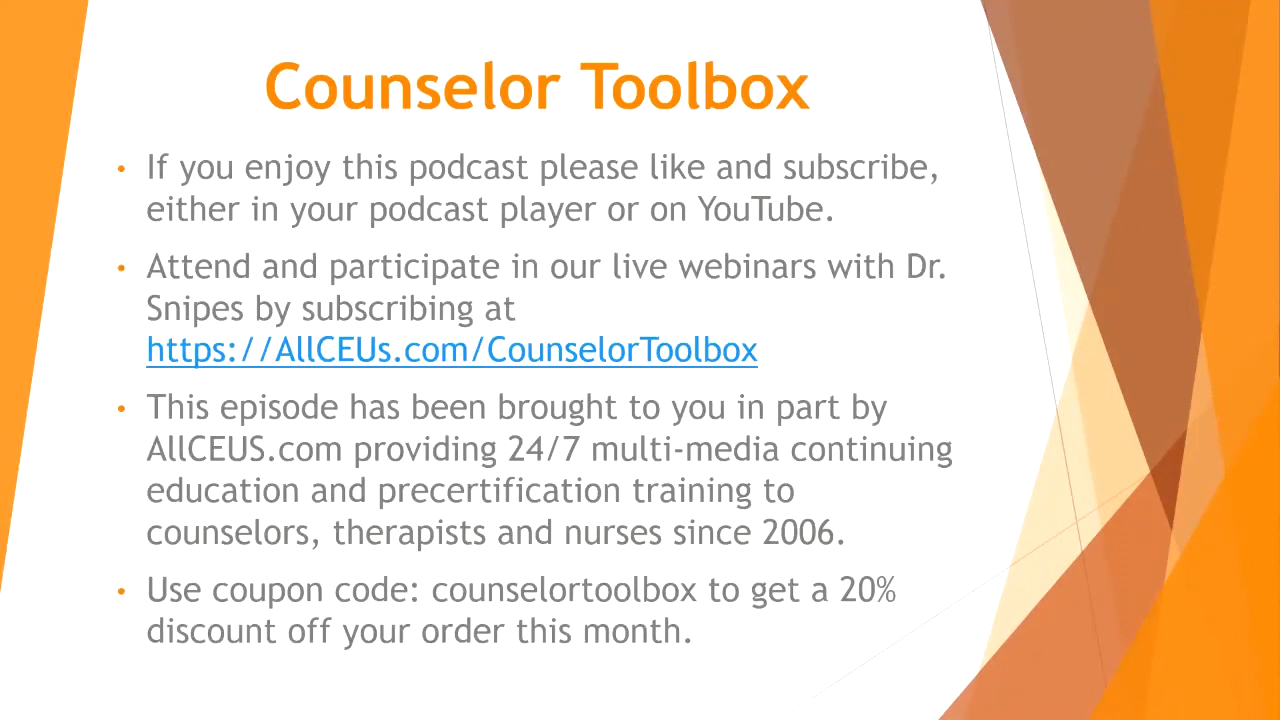 Counselor Toolbox
• If you enjoy this podcast please like and subscribe,
either in your podcast player or on YouTube.
• Attend and participate in our live webinars with Dr.
Snipes by subscribing at
https://AllCEUs.com/CounselorToolbox
• This episode has been brought to you in part by
AllCEUS.com providing 24/7 multi-media continuing
education and precertification training to
counselors, therapists and nurses since 2006.
• Use coupon code: counselortoolbox to get a 20%
discount off your order this month.